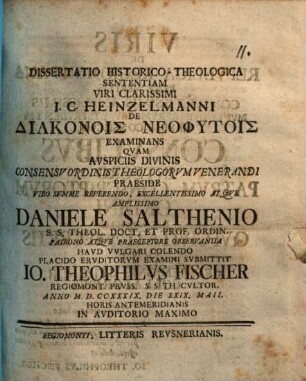 11.
DISSERTATIO HISTORICO-THEOLOGICA
SENTENTIAM
VIRI CLARISSIMI
I. C. HEINZELMANNI
DE
ΔΙΑΚΟΝΟΙΣ ΝΕΟΦΥΤΟΙΣ
EXAMINANS
QVAM
AVSPICIIS DIVINIS
CONSENSV ORDINIS THEOLOGORVM VENERANDI
PRAESIDE
VIRO SVMME REVERENDO, EXCELLENTISSIMO ATQVE
AMPLISSIMO
DANIELE SALTHENIO
S. S. THEOL. DOCT. ET PROF. ORDIN.
PATRONO ATQVE PRAECEPTORE OBSERVANTIA
HAVD VVLGARI COLENDO
PLACIDO ERVDITORVM EXAMINI SVBMITTIT
IO. THEOPHILVS FISCHER
REGIOMONT. PRVSS. S. S. TH. CVLTOR.
ANNO M. D. CCXXXIX. DIE XXIX. MAII.
HORIS ANTEMERIDIANIS
IN AVDITORIO MAXIMO
REGIOMONTI, LITTERIS REVSNERIANIS.